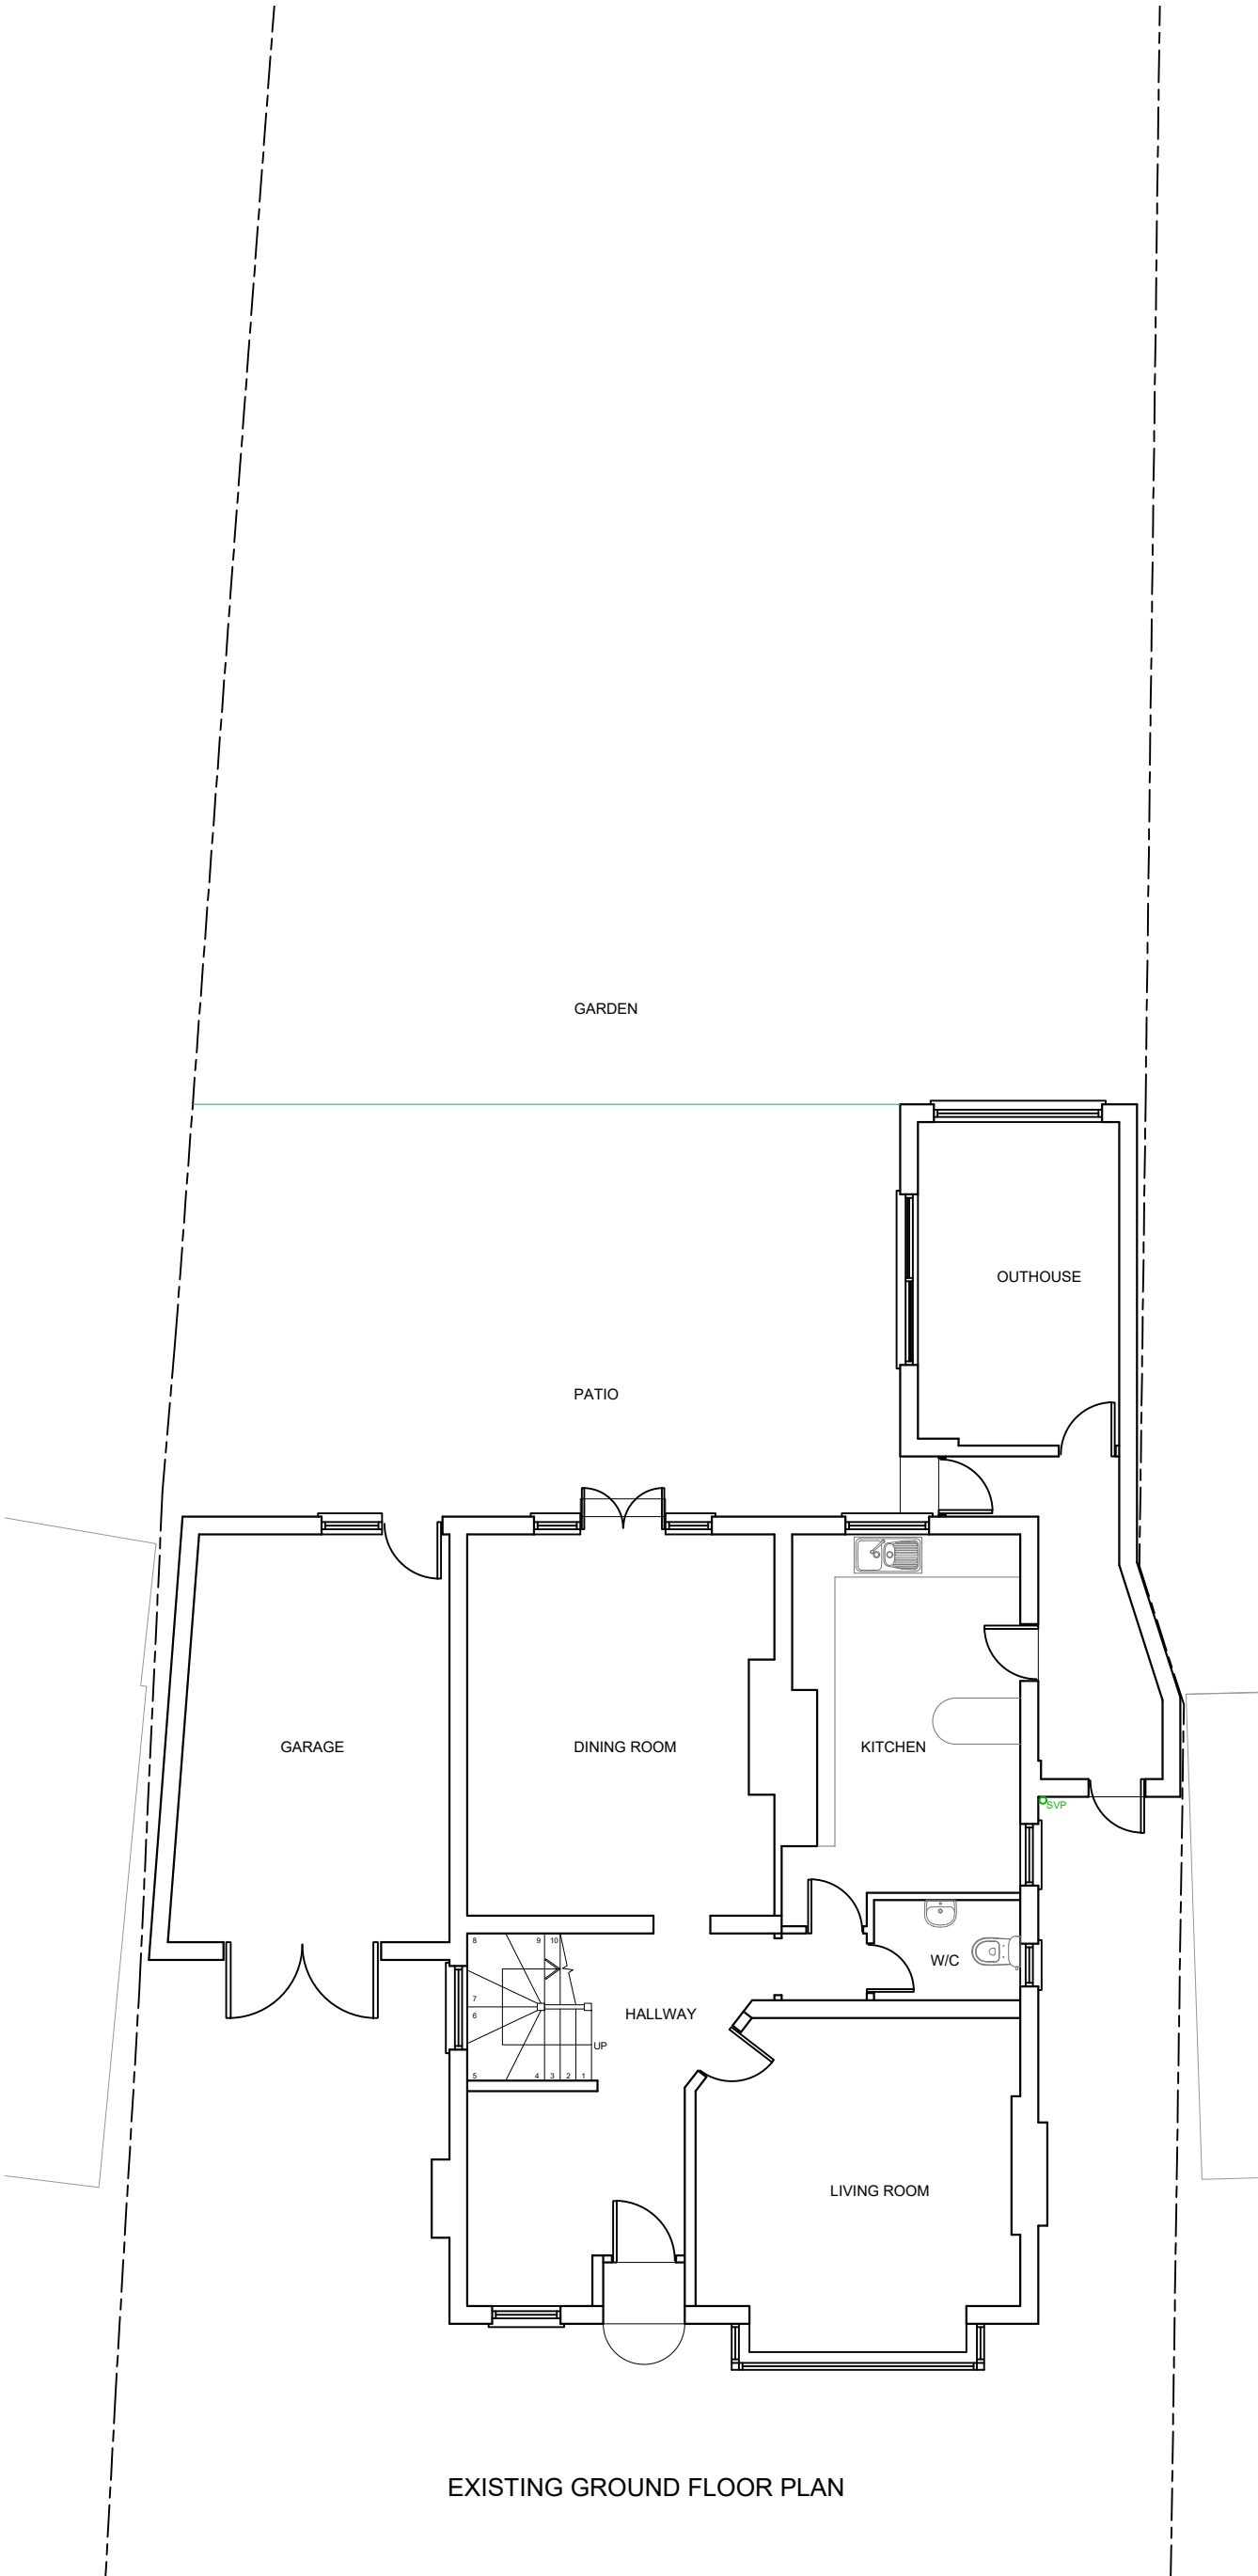 GARDEN
OUTHOUSE
PATIO
GARAGE
DINING ROOM
KITCHEN
SVP
8 9 10
W/C
7
6
HALLWAY
UP
5 4 3 2 1
LIVING ROOM
EXISTING GROUND FLOOR PLAN